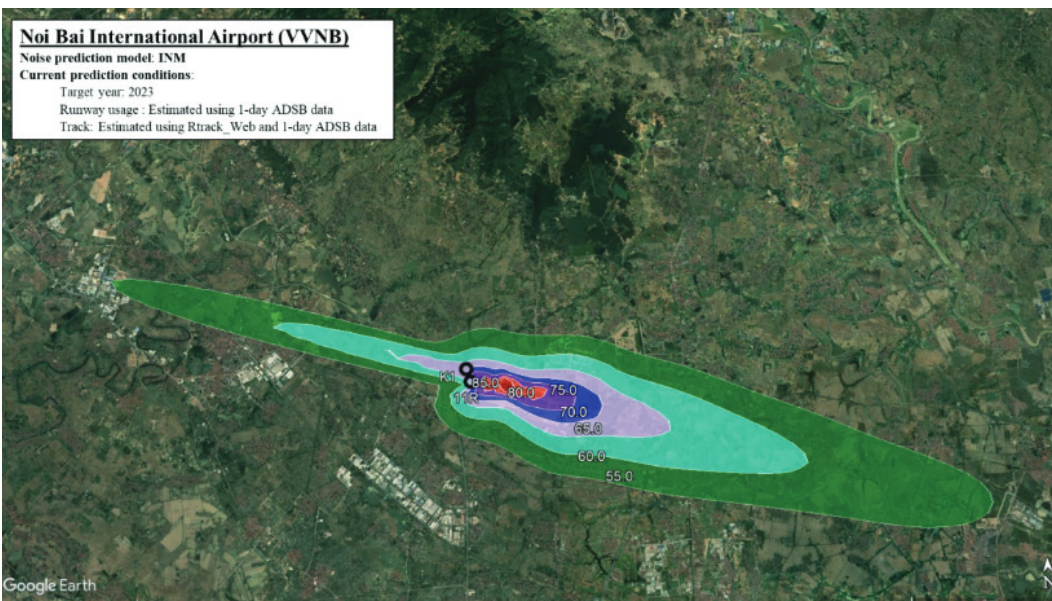 Noi Bai International Airport (VVNB)
Noise prediction model: INM
Current prediction conditions:
Target year: 2023
Runway usage : Estimated using 1-day ADSB data
Track: Estimated using Rtrack_Web and 1-day ADSB data
K1
85.0
80.0
75.0
11R
70.0
65.0
60.0
55.0
Google Earth
N